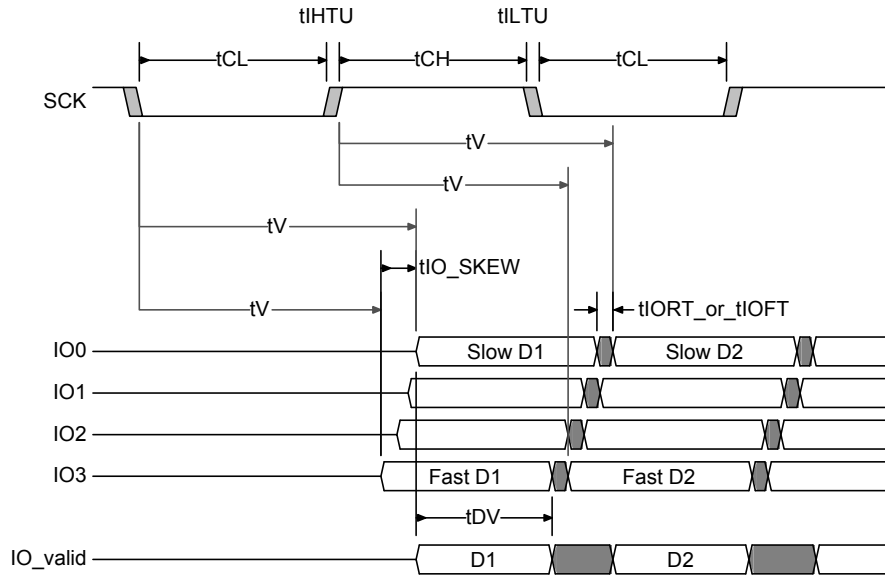 tIHTU tILTU
tCL tCH tCL
SCK
tV
tV
tV
tIO_SKEW
tV tIORT_or_tIOFT
IO0 Slow D1 Slow D2
IO1
IO2
IO3 Fast D1 Fast D2
tDV
IO_valid D1 D2